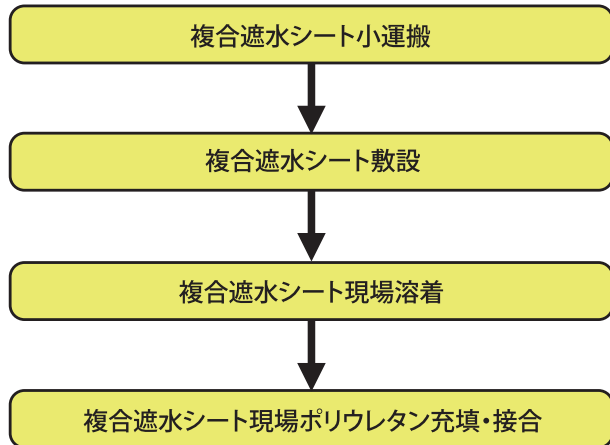 複合遮水シート小運搬
複合遮水シート敷設
複合遮水シート現場溶着
複合遮水シート現場ポリウレタン充填・接合